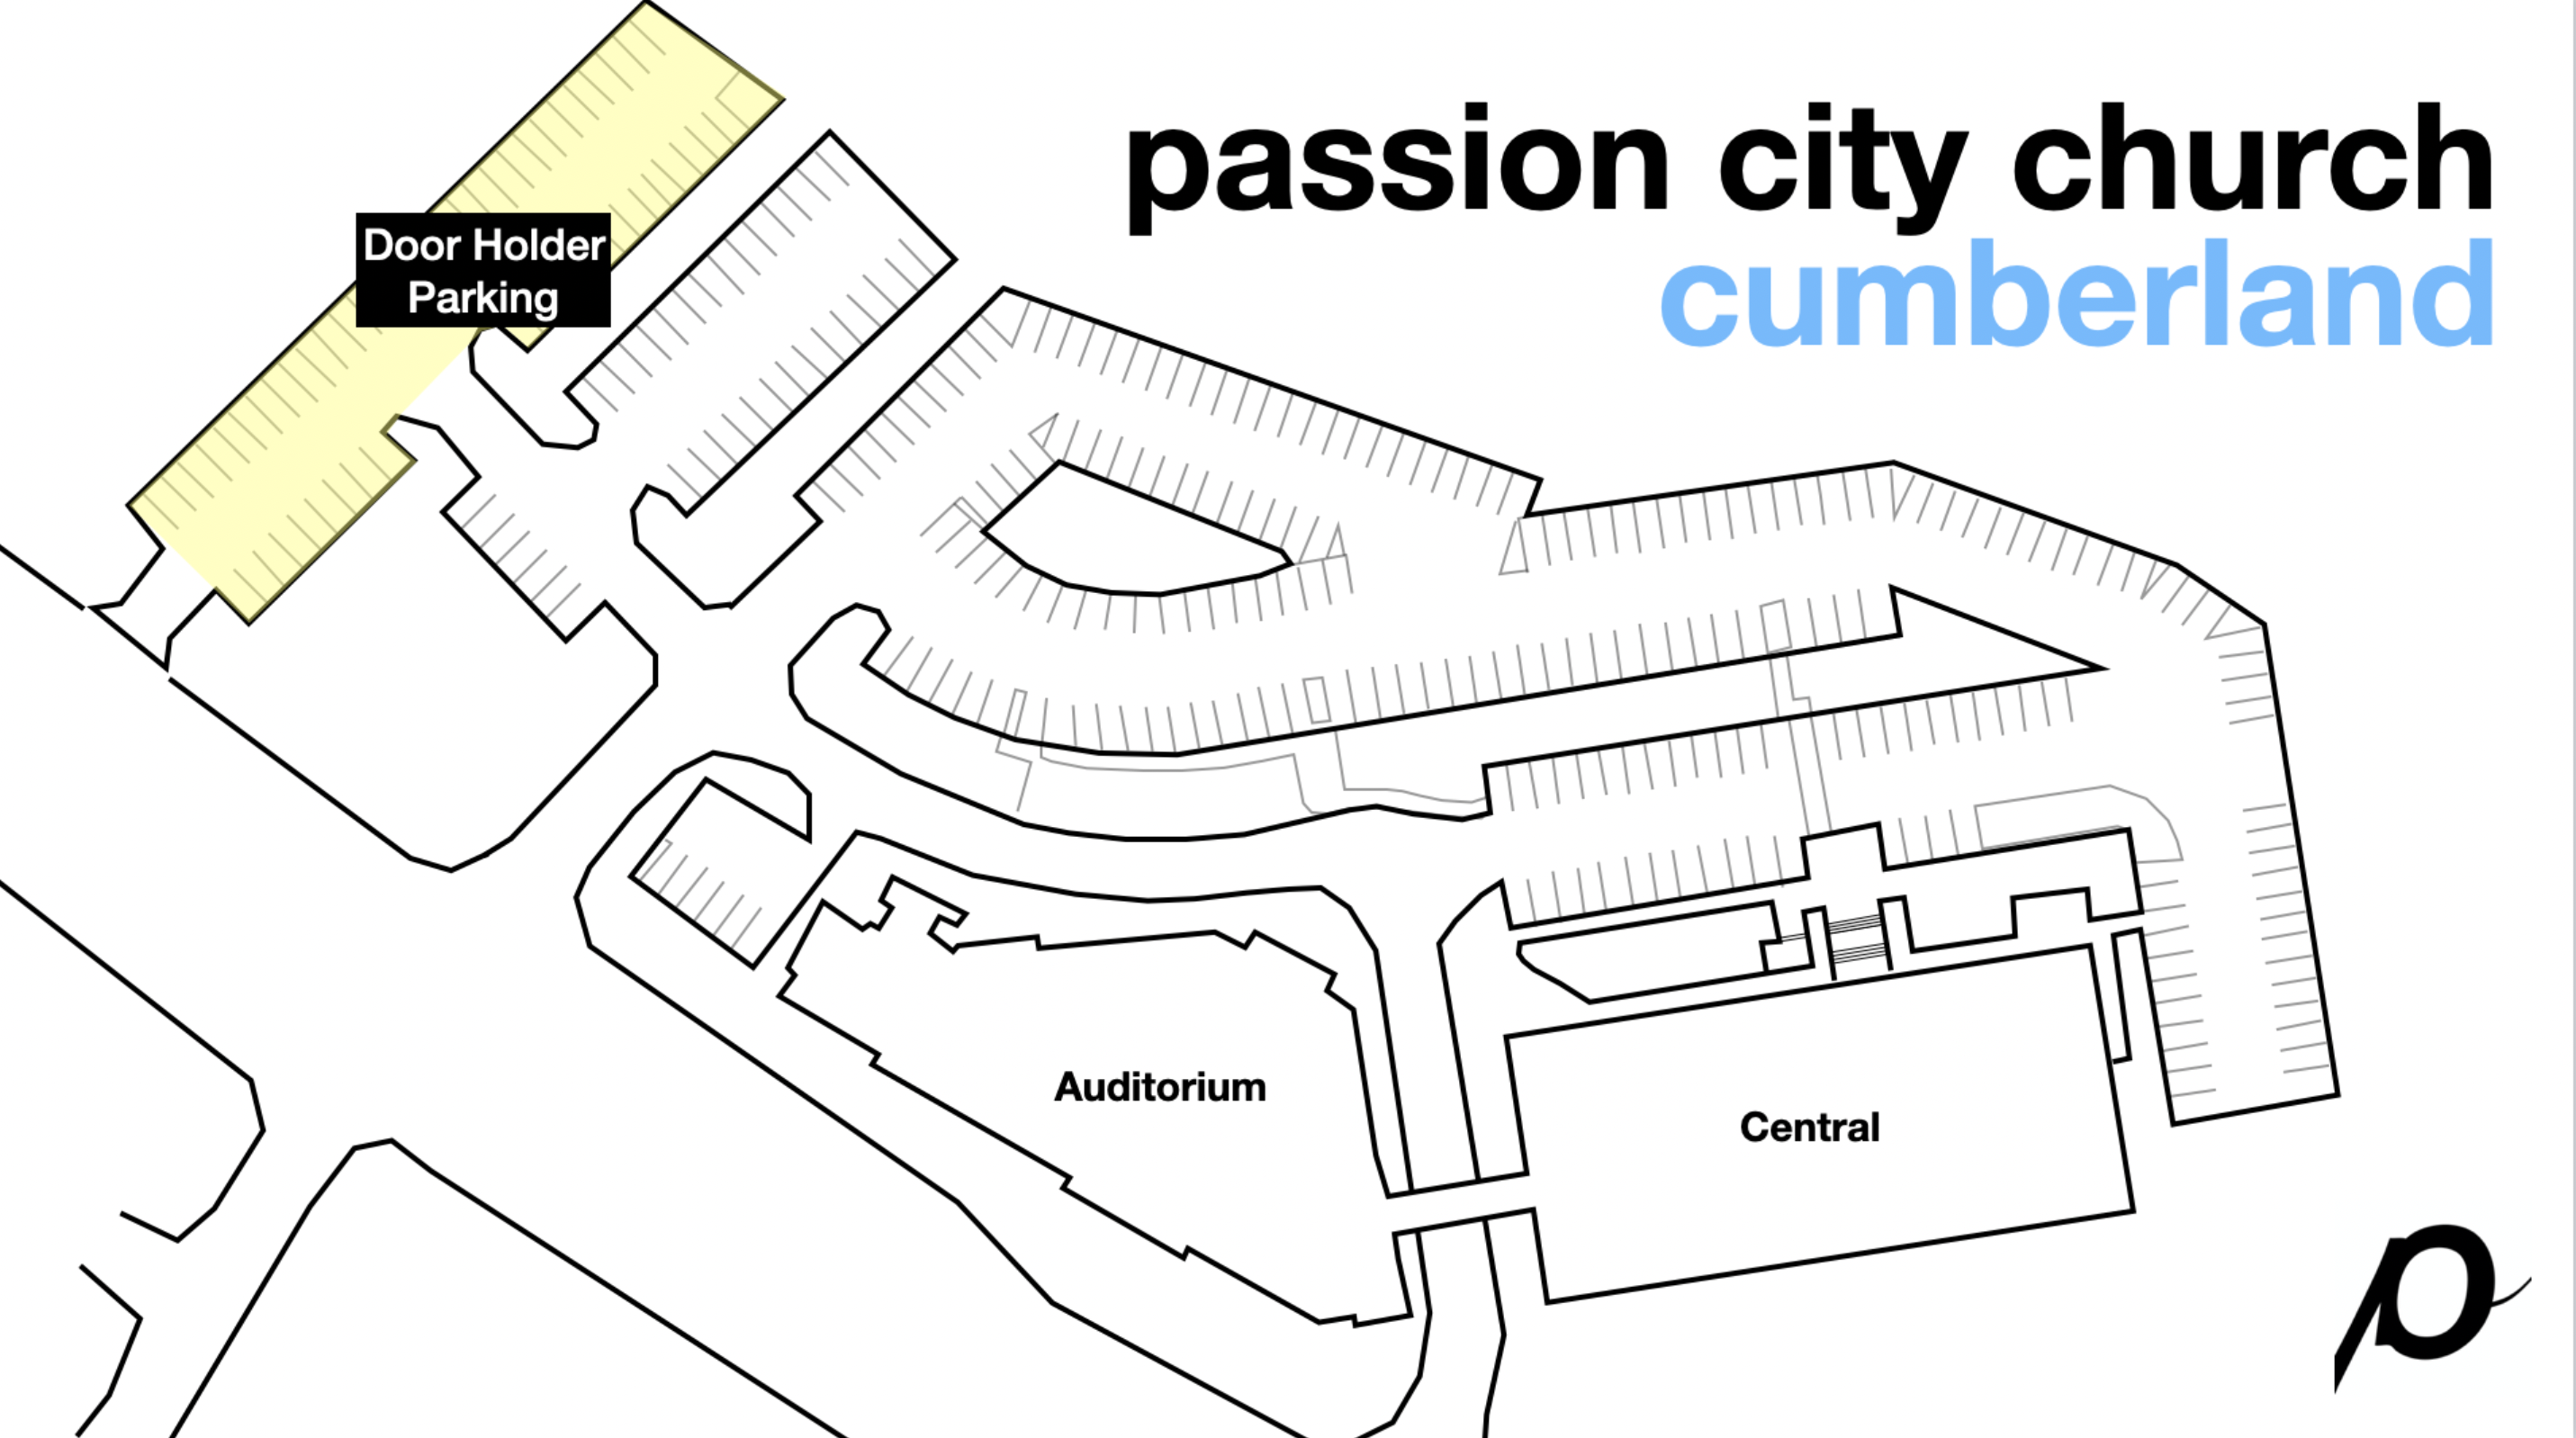 passion city church
cumberland
Door Holder
Parking
Auditorium
Central